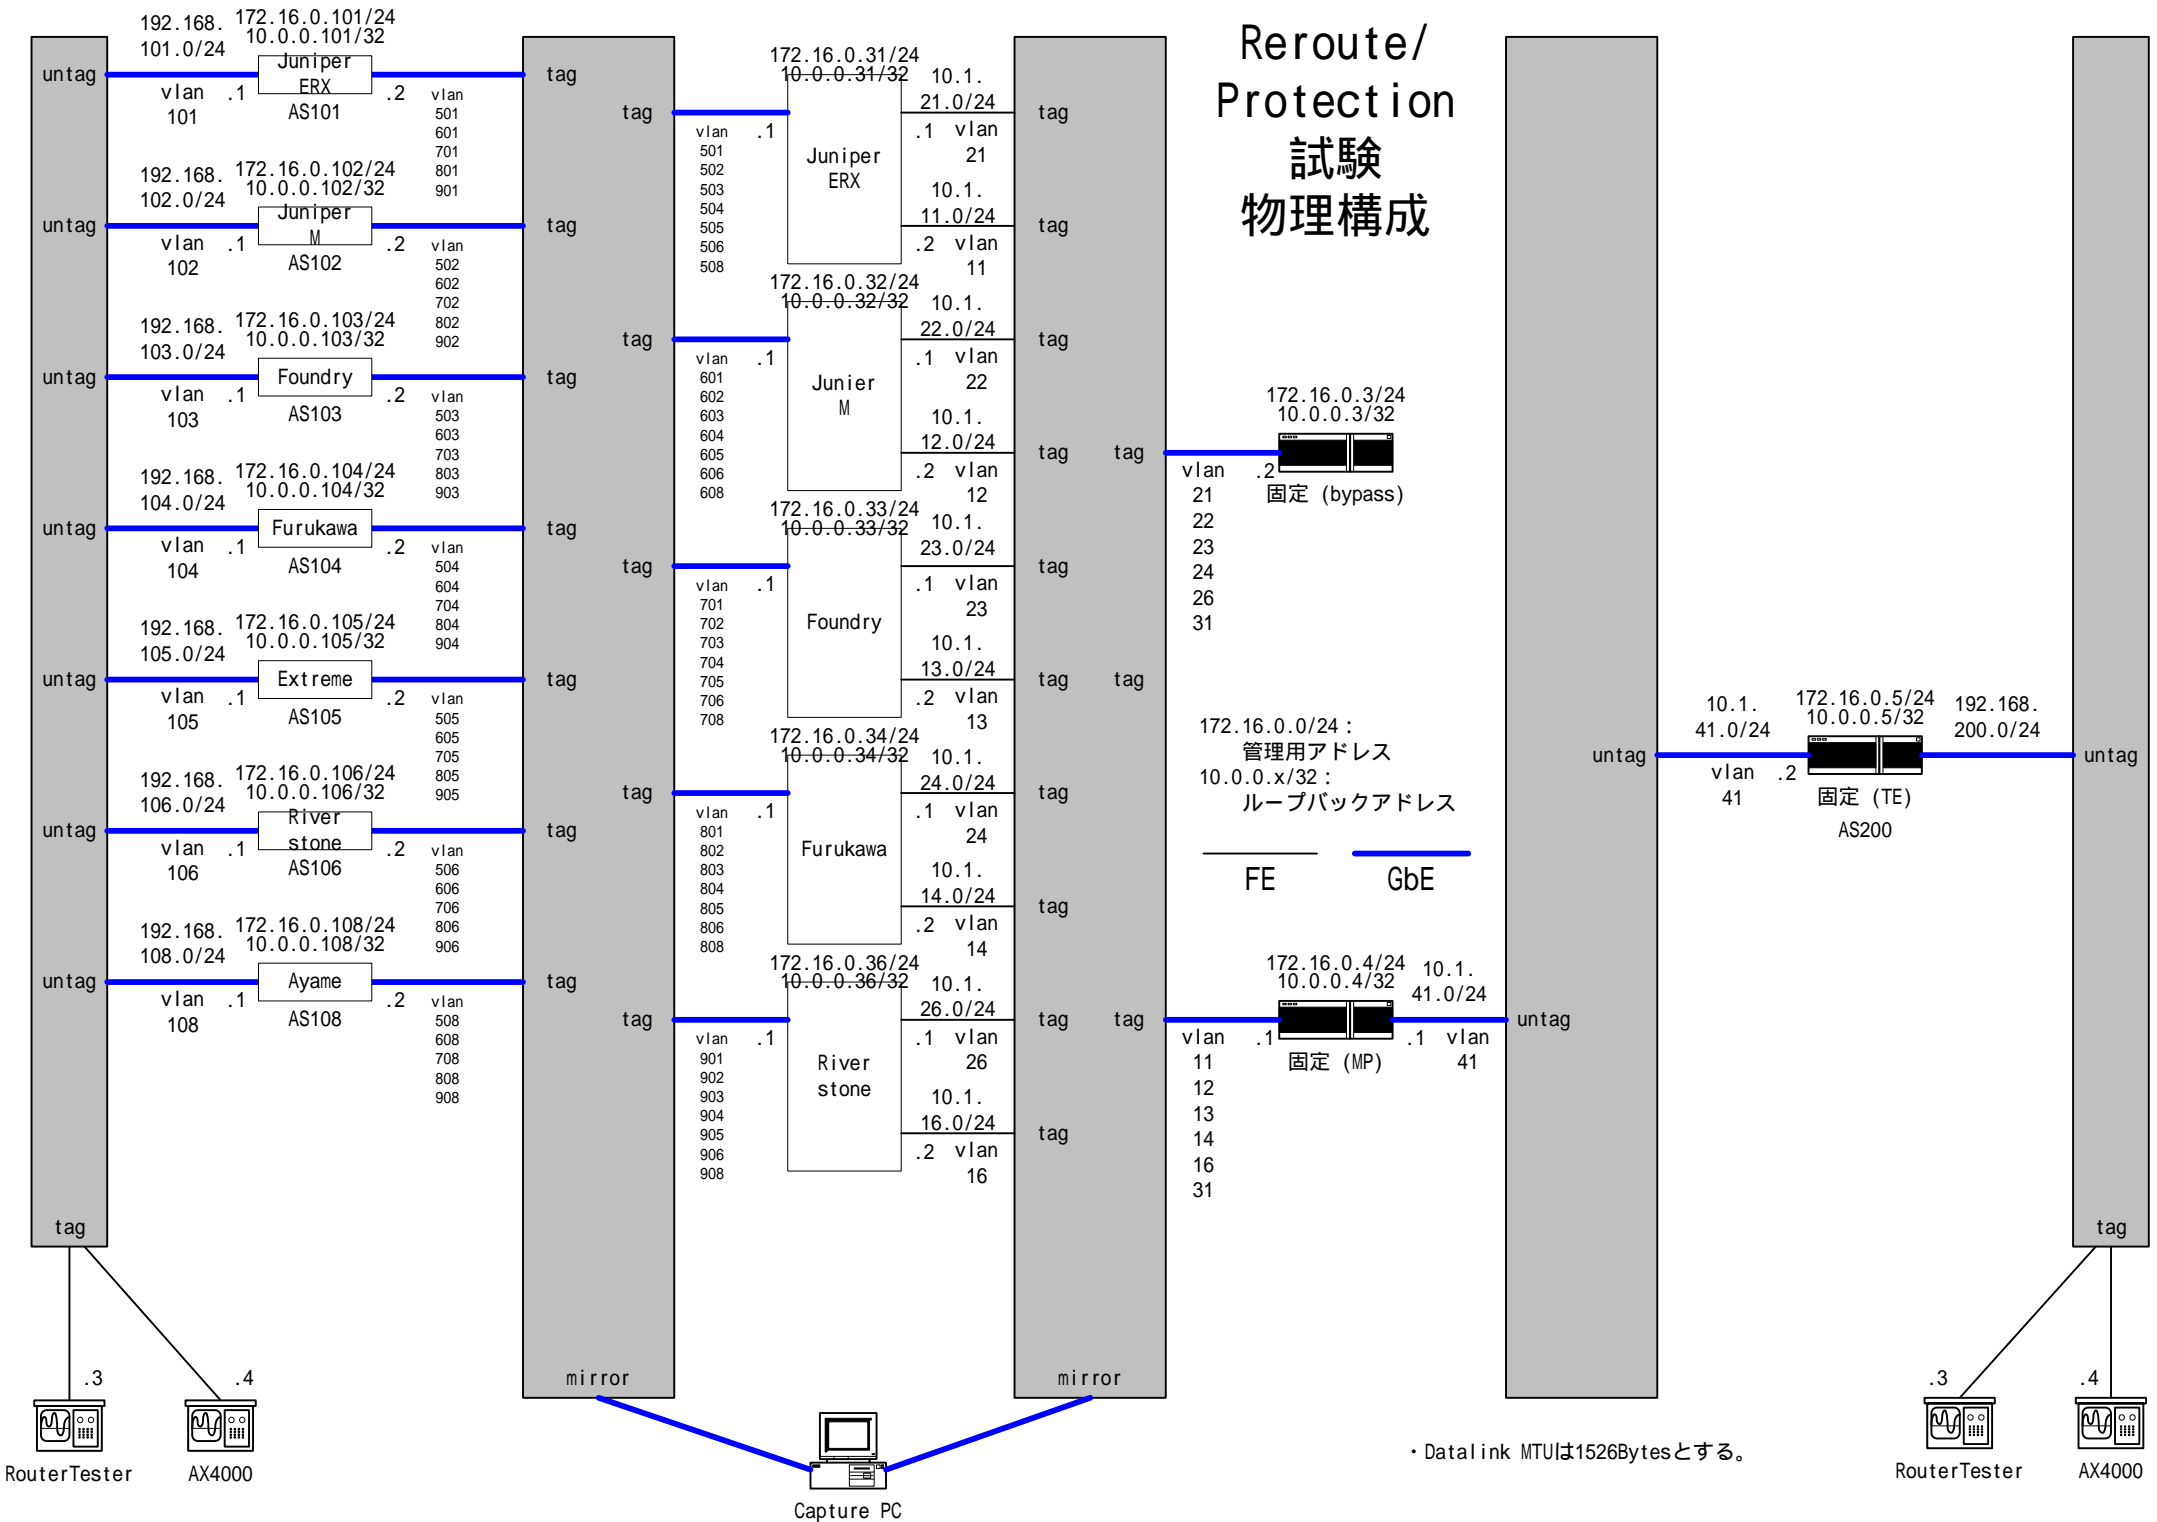 Reroute/
Protection
試験
物理構成
untag
192.168.
101.0/24
172.16.0.101/24
10.0.0.101/32
Juniper
ERX
vlan
101
.1
AS101
.2
vlan
501
601
701
801
901
tag
untag
192.168.
102.0/24
172.16.0.102/24
10.0.0.102/32
Juniper
M
vlan
102
.1
AS102
.2
vlan
502
602
702
802
902
tag
untag
192.168.
103.0/24
172.16.0.103/24
10.0.0.103/32
Foundry
vlan
103
.1
AS103
.2
vlan
503
603
703
803
903
tag
untag
192.168.
104.0/24
172.16.0.104/24
10.0.0.104/32
Furukawa
vlan
104
.1
AS104
.2
vlan
504
604
704
804
904
tag
untag
192.168.
105.0/24
172.16.0.105/24
10.0.0.105/32
Extreme
vlan
105
.1
AS105
.2
vlan
505
605
705
805
905
tag
untag
192.168.
106.0/24
172.16.0.106/24
10.0.0.106/32
River
stone
vlan
106
.1
AS106
.2
vlan
506
606
706
806
906
tag
untag
192.168.
108.0/24
172.16.0.108/24
10.0.0.108/32
Ayame
vlan
108
.1
AS108
.2
vlan
508
608
708
808
908
tag
tag
.3
.4
RouterTester
AX4000
tag
vlan
501
502
503
504
505
506
508
.1
172.16.0.31/24
10.0.0.31/32
Juniper
ERX
10.1.
21.0/24
.1
vlan
21
tag
10.1.
11.0/24
.2
vlan
11
tag
tag
vlan
601
602
603
604
605
606
608
.1
172.16.0.32/24
10.0.0.32/32
Junier
M
10.1.
22.0/24
.1
vlan
22
tag
10.1.
12.0/24
.2
vlan
12
tag
tag
vlan
701
702
703
704
705
706
708
.1
172.16.0.33/24
10.0.0.33/32
Foundry
10.1.
23.0/24
.1
vlan
23
tag
10.1.
13.0/24
.2
vlan
13
tag
tag
vlan
801
802
803
804
805
806
808
.1
172.16.0.34/24
10.0.0.34/32
Furukawa
10.1.
24.0/24
.1
vlan
24
tag
10.1.
14.0/24
.2
vlan
14
tag
tag
vlan
901
902
903
904
905
906
908
.1
172.16.0.36/24
10.0.0.36/32
River
stone
10.1.
26.0/24
.1
vlan
26
tag
10.1.
16.0/24
.2
vlan
16
tag
mirror
mirror
Capture PC
tag
vlan
21
22
23
24
26
31
.2
172.16.0.3/24
10.0.0.3/32
固定 (bypass)
tag
172.16.0.0/24：
管理用アドレス
10.0.0.x/32：
ループバックアドレス
FE
GbE
tag
vlan
11
12
13
14
16
31
.1
172.16.0.4/24
10.0.0.4/32
固定 (MP)
10.1.
41.0/24
.1
vlan
41
untag
untag
10.1.
41.0/24
vlan
41
.2
172.16.0.5/24
10.0.0.5/32
固定 (TE)
AS200
192.168.
200.0/24
untag
tag
.3
.4
RouterTester
AX4000
・Datalink MTUは1526Bytesとする。